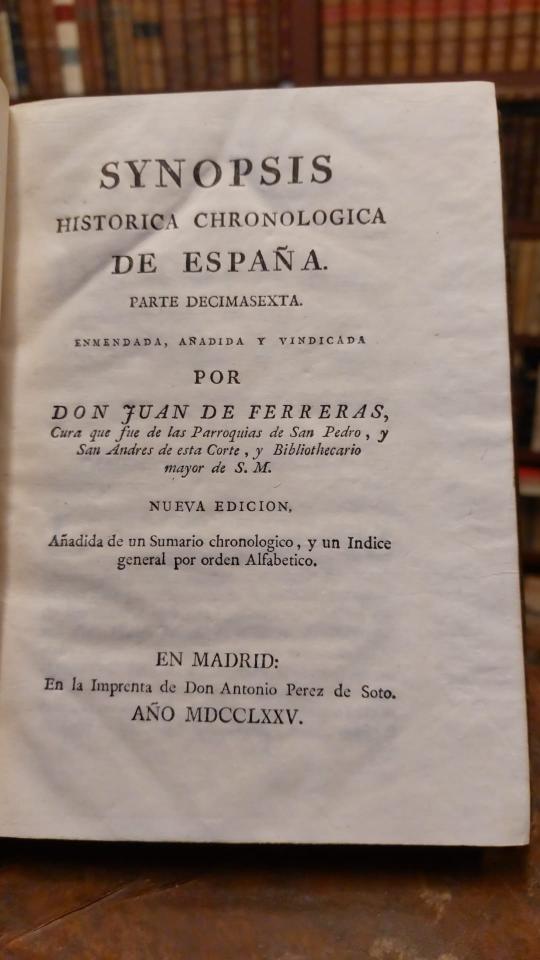 SYNOPSIS
HISTORICA CHRONOLOGICA
DE ESPAÑA.
PARTE DECIMASEXTA.
ENMENDADA, AÑADIDA Y VINDICADA
POR
DON JUAN DE FERRERAS,
Cura que fue de las Parroquias de San Pedro, y
San Andres de esta Corte, y Bibliothecario
mayor de S. M.
NUEVA EDICION,
Añadida de un Sumario chronologico, y un Indice
general por orden Alfabetico.
EN MADRID:
En la Imprenta de Don Antonio Perez de Soto.
AÑO MDCCLXXV.